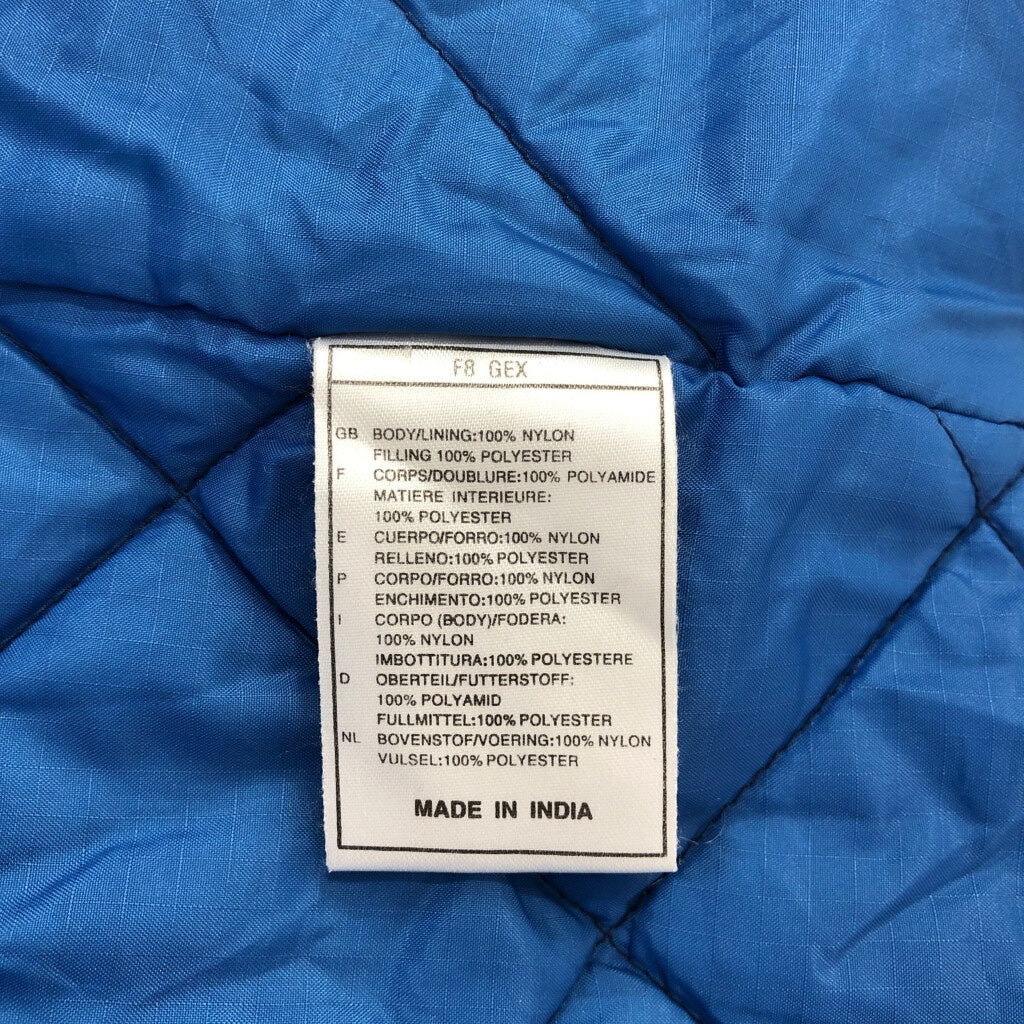 F8 GEX
GB BODY/LINING:100% NYLON
FILLING 100% POLYESTER
F CORPS/DOUBLURE:100% POLYAMIDE
MATIERE INTERIEURE:
100% POLYESTER
E CUERPO/FORRO:100% NYLON
RELLENO:100% POLYESTER
P CORPO/FORRO:100% NYLON
ENCHIMENTO:100% POLYESTER
I CORPO (BODY)/FODERA:
100% NYLON
IMBOTTITURA:100% POLYESTERE
D OBERTEIL/FUTTERSTOFF:
100% POLYAMID
FULLMITTEL:100% POLYESTER
NL BOVENSTOF/VOERING:100% NYLON
VULSEL:100% POLYESTER
MADE IN INDIA